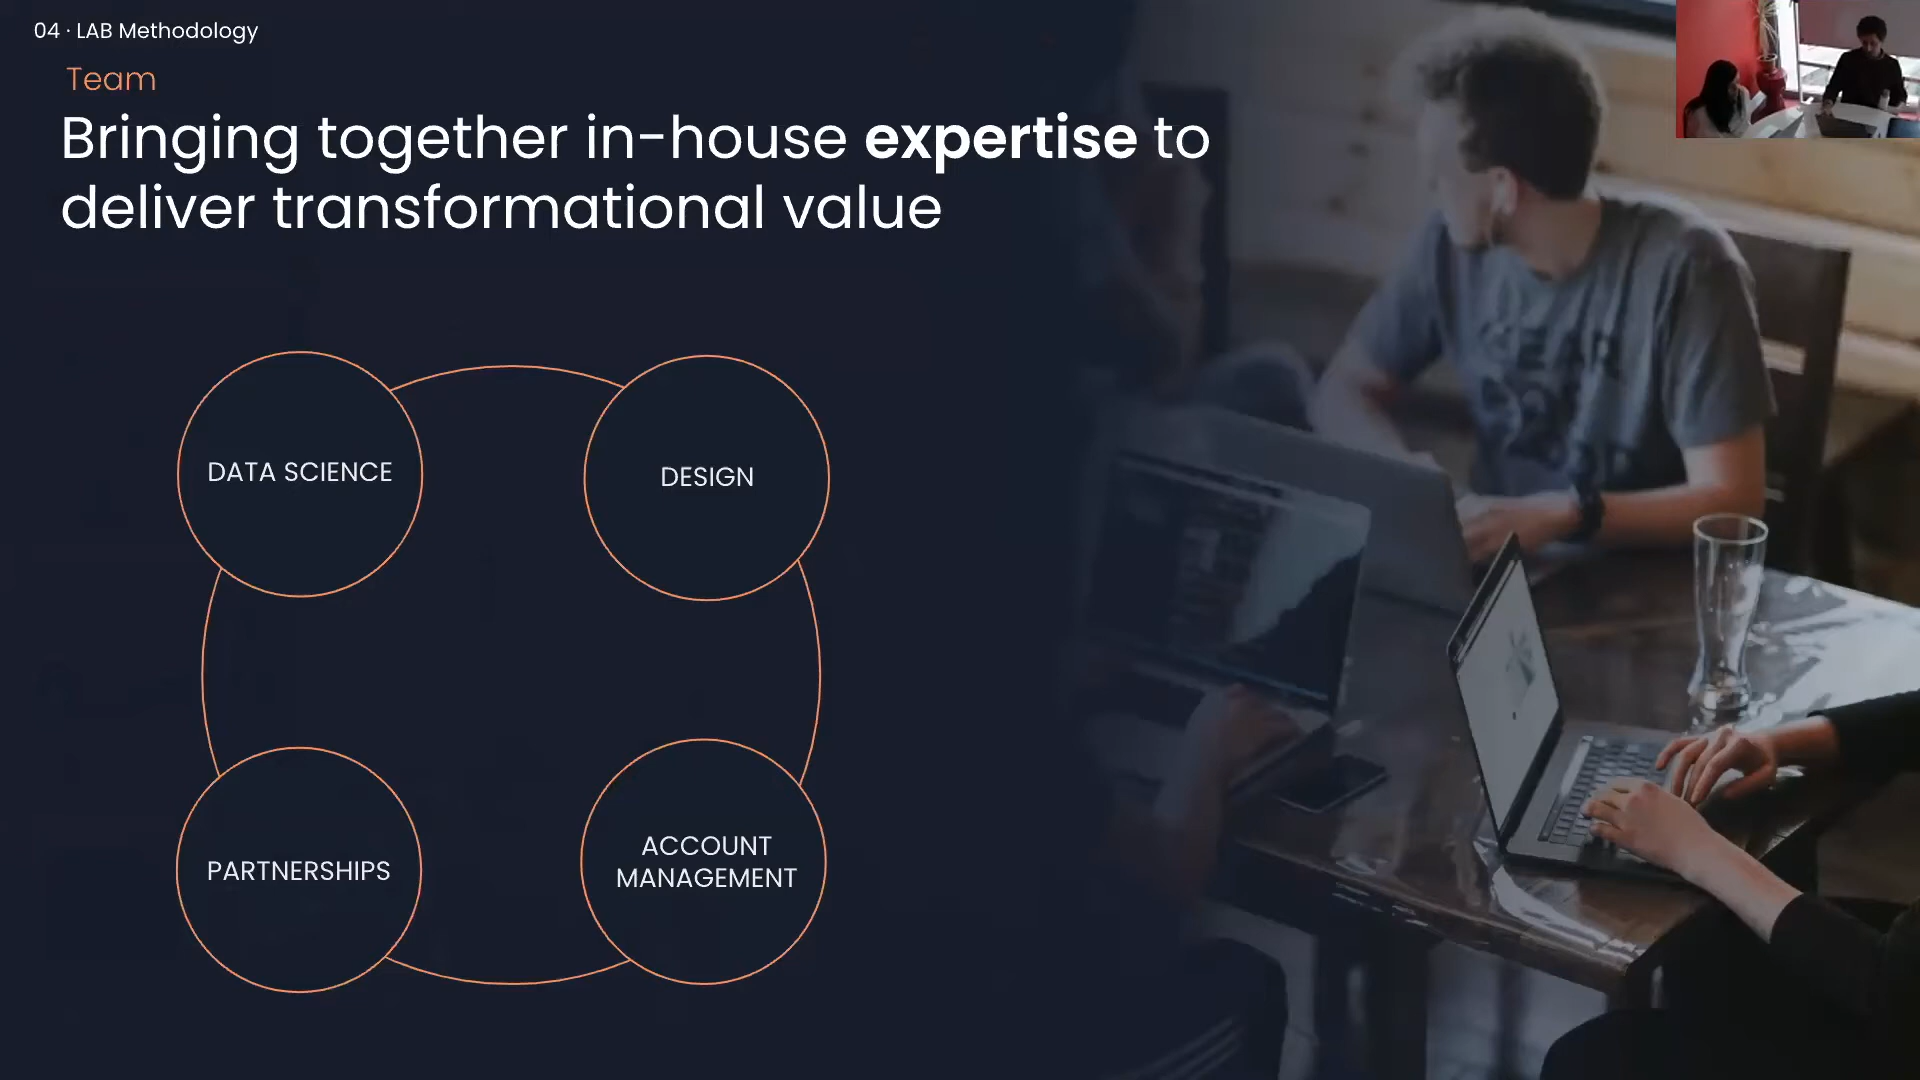 04 · LAB Methodology
Team
Bringing together in-house expertise to
deliver transformational value
DATA SCIENCE
DESIGN
PARTNERSHIPS
ACCOUNT
MANAGEMENT